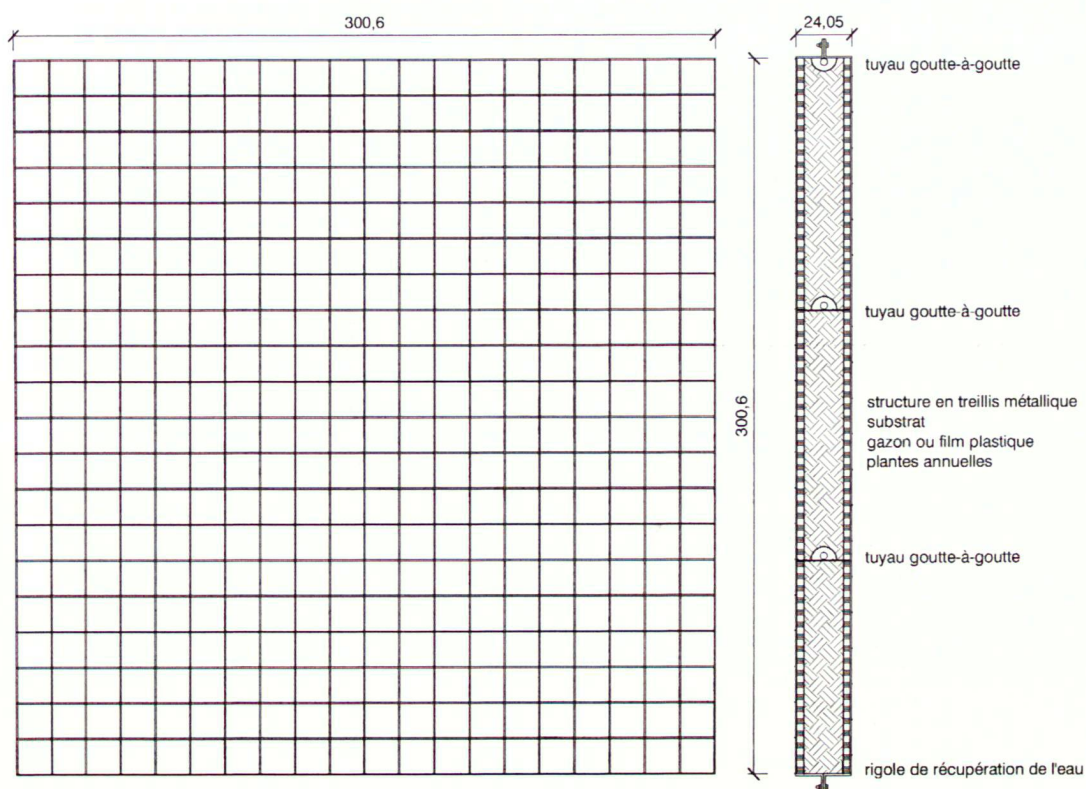 300,6
24,05
tuyau goutte-à-goutte
tuyau goutte-à-goutte
300,6
structure en treillis métallique
substrat
gazon ou film plastique
plantes annuelles
tuyau goutte-à-goutte
rigole de récupération de l'eau